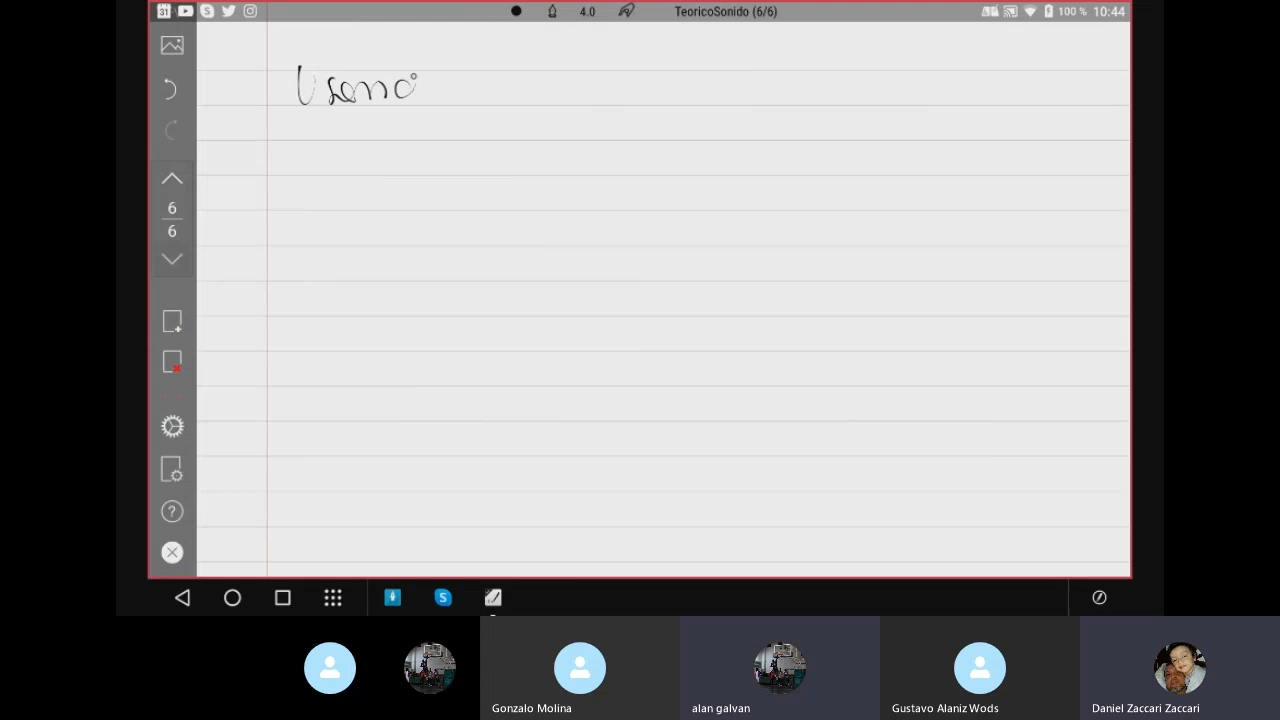 31 4.0 TeoricoSonido (6/6) 100 % 10:44
6
6
Gonzalo Molina alan galvan Gustavo Alaniz Wods Daniel Zaccari Zaccari